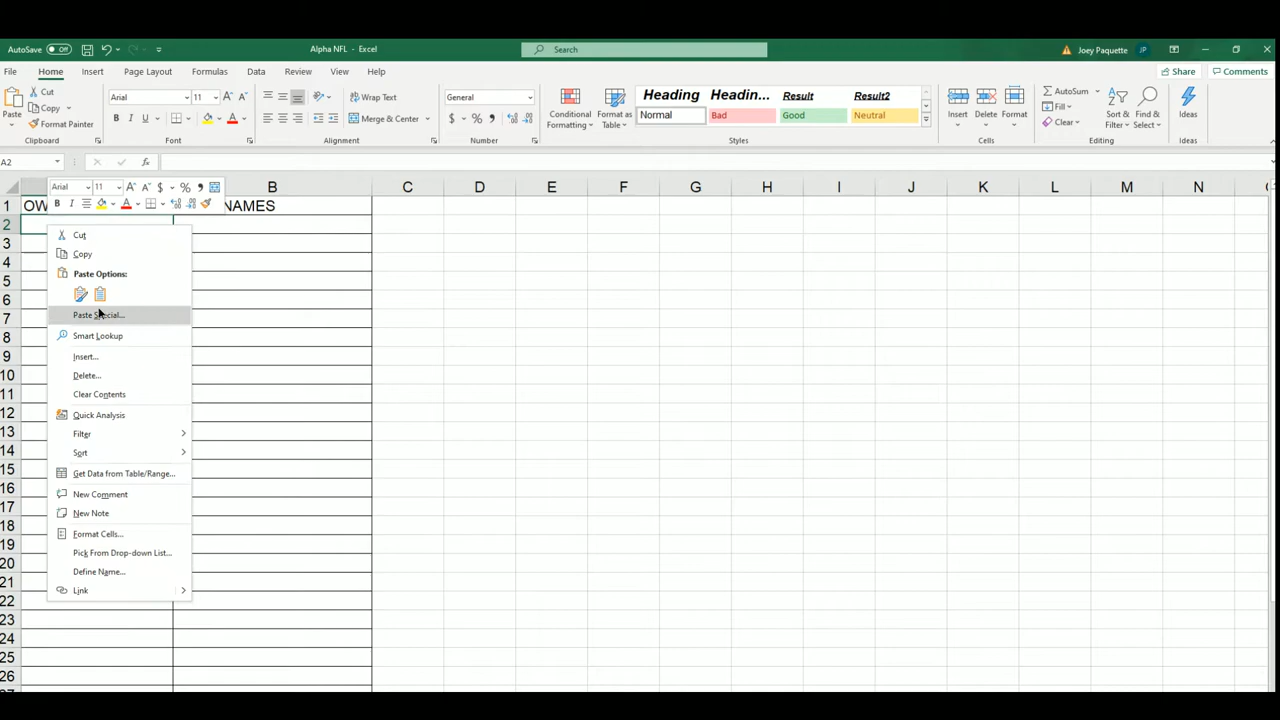 AutoSave Off
Alpha NFL - Excel
Search
Joey Paquette JP
File Home Insert Page Layout Formulas Data Review View Help
Share Comments
Paste
Cut
Copy
Format Painter
Clipboard
Arial 11
Font
Wrap Text
Merge & Center
Alignment
General
Number
Conditional Formatting
Format as Table
Heading Headin... Result Result2
Normal Bad Good Neutral
Styles
Insert Delete Format
Cells
AutoSum
Fill
Clear
Sort & Filter
Find & Select
Editing
Ideas
Ideas
A2
Arial 11
B C D E F G H I J K L M N
1 OW NAMES
2
3
4
5
6
7
8
9
10
11
12
13
14
15
16
17
18
19
20
21
22
23
24
25
26
Cut
Copy
Paste Options:
Paste Special...
Smart Lookup
Insert...
Delete...
Clear Contents
Quick Analysis
Filter
Sort
Get Data from Table/Range...
New Comment
New Note
Format Cells...
Pick From Drop-down List...
Define Name...
Link